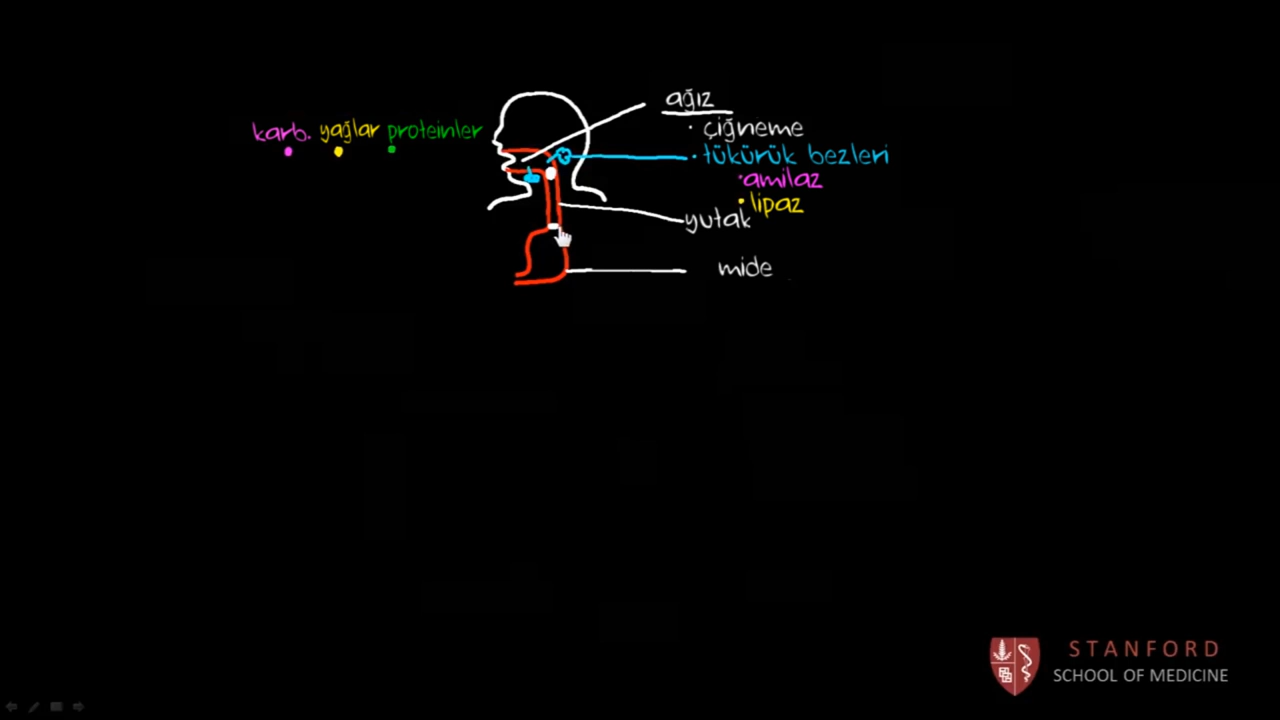 karb. yağlar proteinler
ağız
• çiğneme
• tükürük bezleri
• amilaz
• lipaz
yutak
mide
STANFORD
SCHOOL OF MEDICINE